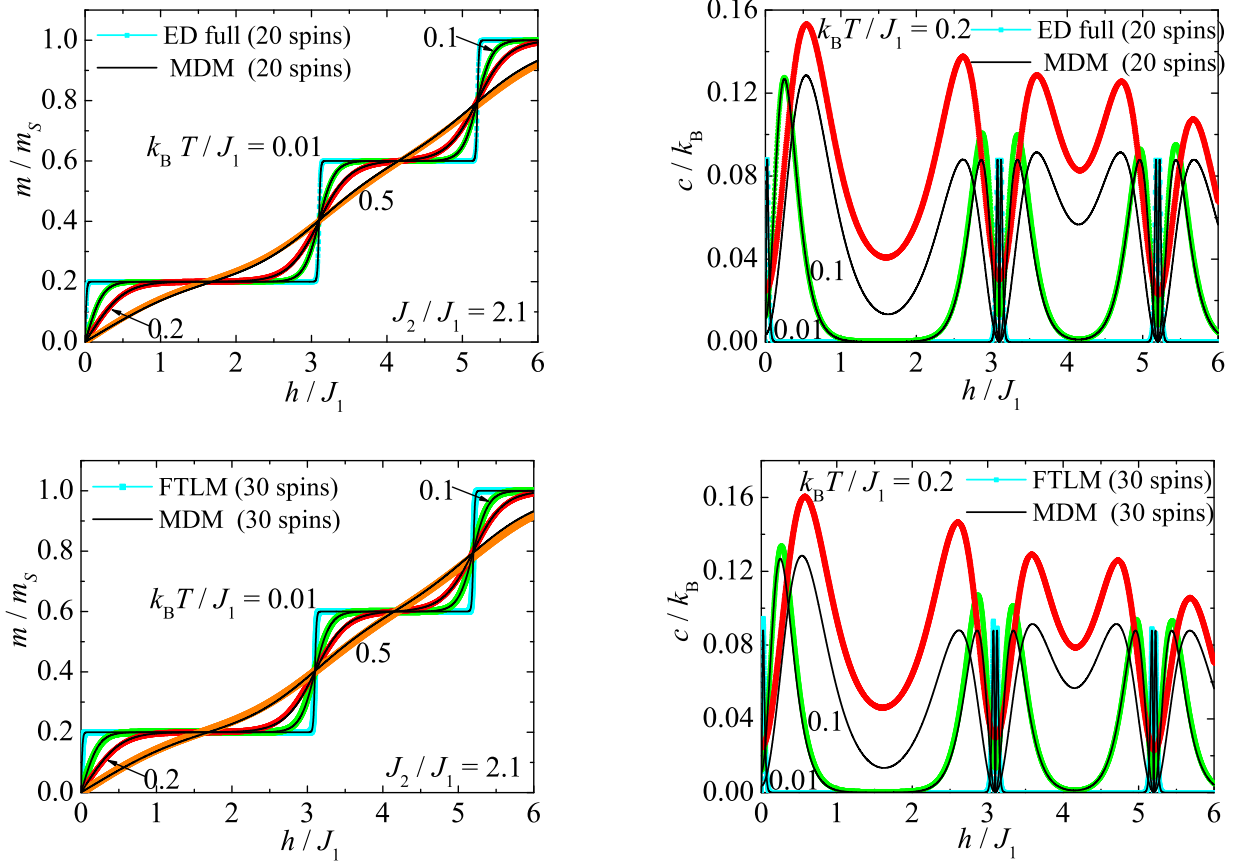 ED full (20 spins)
MDM (20 spins)
0.1
k_B T / J_1 = 0.01
0.5
0.2
J_2 / J_1 = 2.1
m / m_S
1.0
0.8
0.6
0.4
0.2
0.0
0 1 2 3 4 5 6
h / J_1
k_B T / J_1 = 0.2
ED full (20 spins)
MDM (20 spins)
0.1
0.01
c / k_B
0.16
0.12
0.08
0.04
0.00
0 1 2 3 4 5 6
h / J_1
FTLM (30 spins)
MDM (30 spins)
0.1
k_B T / J_1 = 0.01
0.5
0.2
J_2 / J_1 = 2.1
m / m_S
1.0
0.8
0.6
0.4
0.2
0.0
0 1 2 3 4 5 6
h / J_1
k_B T / J_1 = 0.2
FTLM (30 spins)
MDM (30 spins)
0.1
0.01
c / k_B
0.16
0.12
0.08
0.04
0.00
0 1 2 3 4 5 6
h / J_1